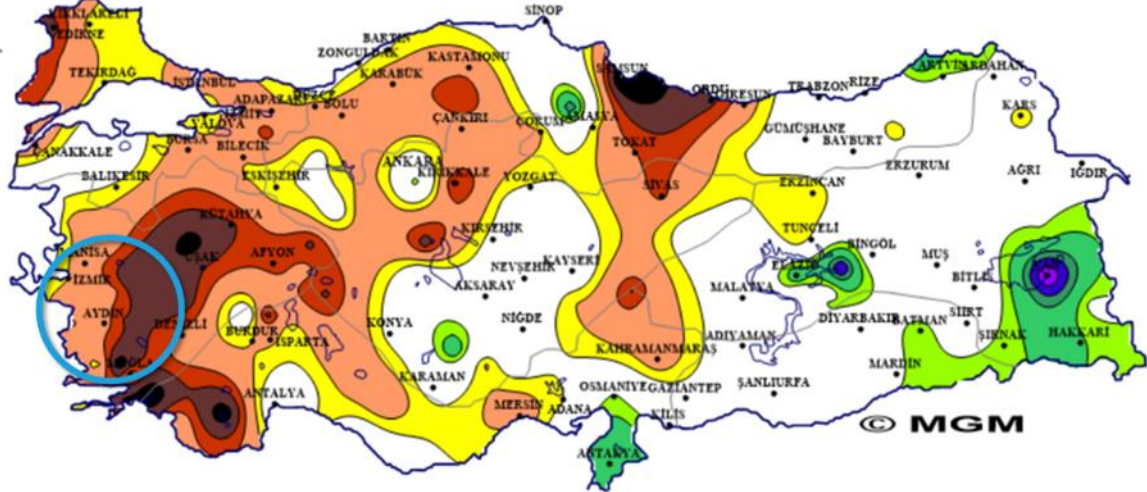 SİNOP
KIRKLARELİ
EDİRNE
BARTIN
ZONGULDAK
KASTAMONU
KARABÜK
TEKİRDAĞ
İSTANBUL
SAMSUN
ARTVİN
ARDAHAN
ORDU
GİRESUN
TRABZON
RİZE
ADAPAZARI
BOLU
KARS
ÇANKIRI
ÇORUM
AMASYA
YALOVA
GÜMÜŞHANE
BAYBURT
ÇANAKKALE
BURSA
BİLECİK
TOKAT
ANKARA
ERZURUM
AĞRI
IĞDIR
BALIKESİR
ESKİŞEHİR
KIRIKKALE
YOZGAT
SİVAS
ERZİNCAN
KÜTAHYA
KIRŞEHİR
TUNCELİ
BİNGÖL
MANİSA
UŞAK
AFYON
NEVŞEHİR
KAYSERİ
ELAZIĞ
MUŞ
VAN
İZMİR
AKSARAY
MALATYA
BİTLİS
AYDIN
DENİZLİ
BURDUR
ISPARTA
KONYA
NİĞDE
ADIYAMAN
DİYARBAKIR
BATMAN
SİİRT
ŞIRNAK
HAKKARİ
MUĞLA
KAHRAMANMARAŞ
KARAMAN
MARDİN
ANTALYA
OSMANİYE
GAZİANTEP
ŞANLIURFA
MERSİN
ADANA
KİLİS
© MGM
ANTAKYA